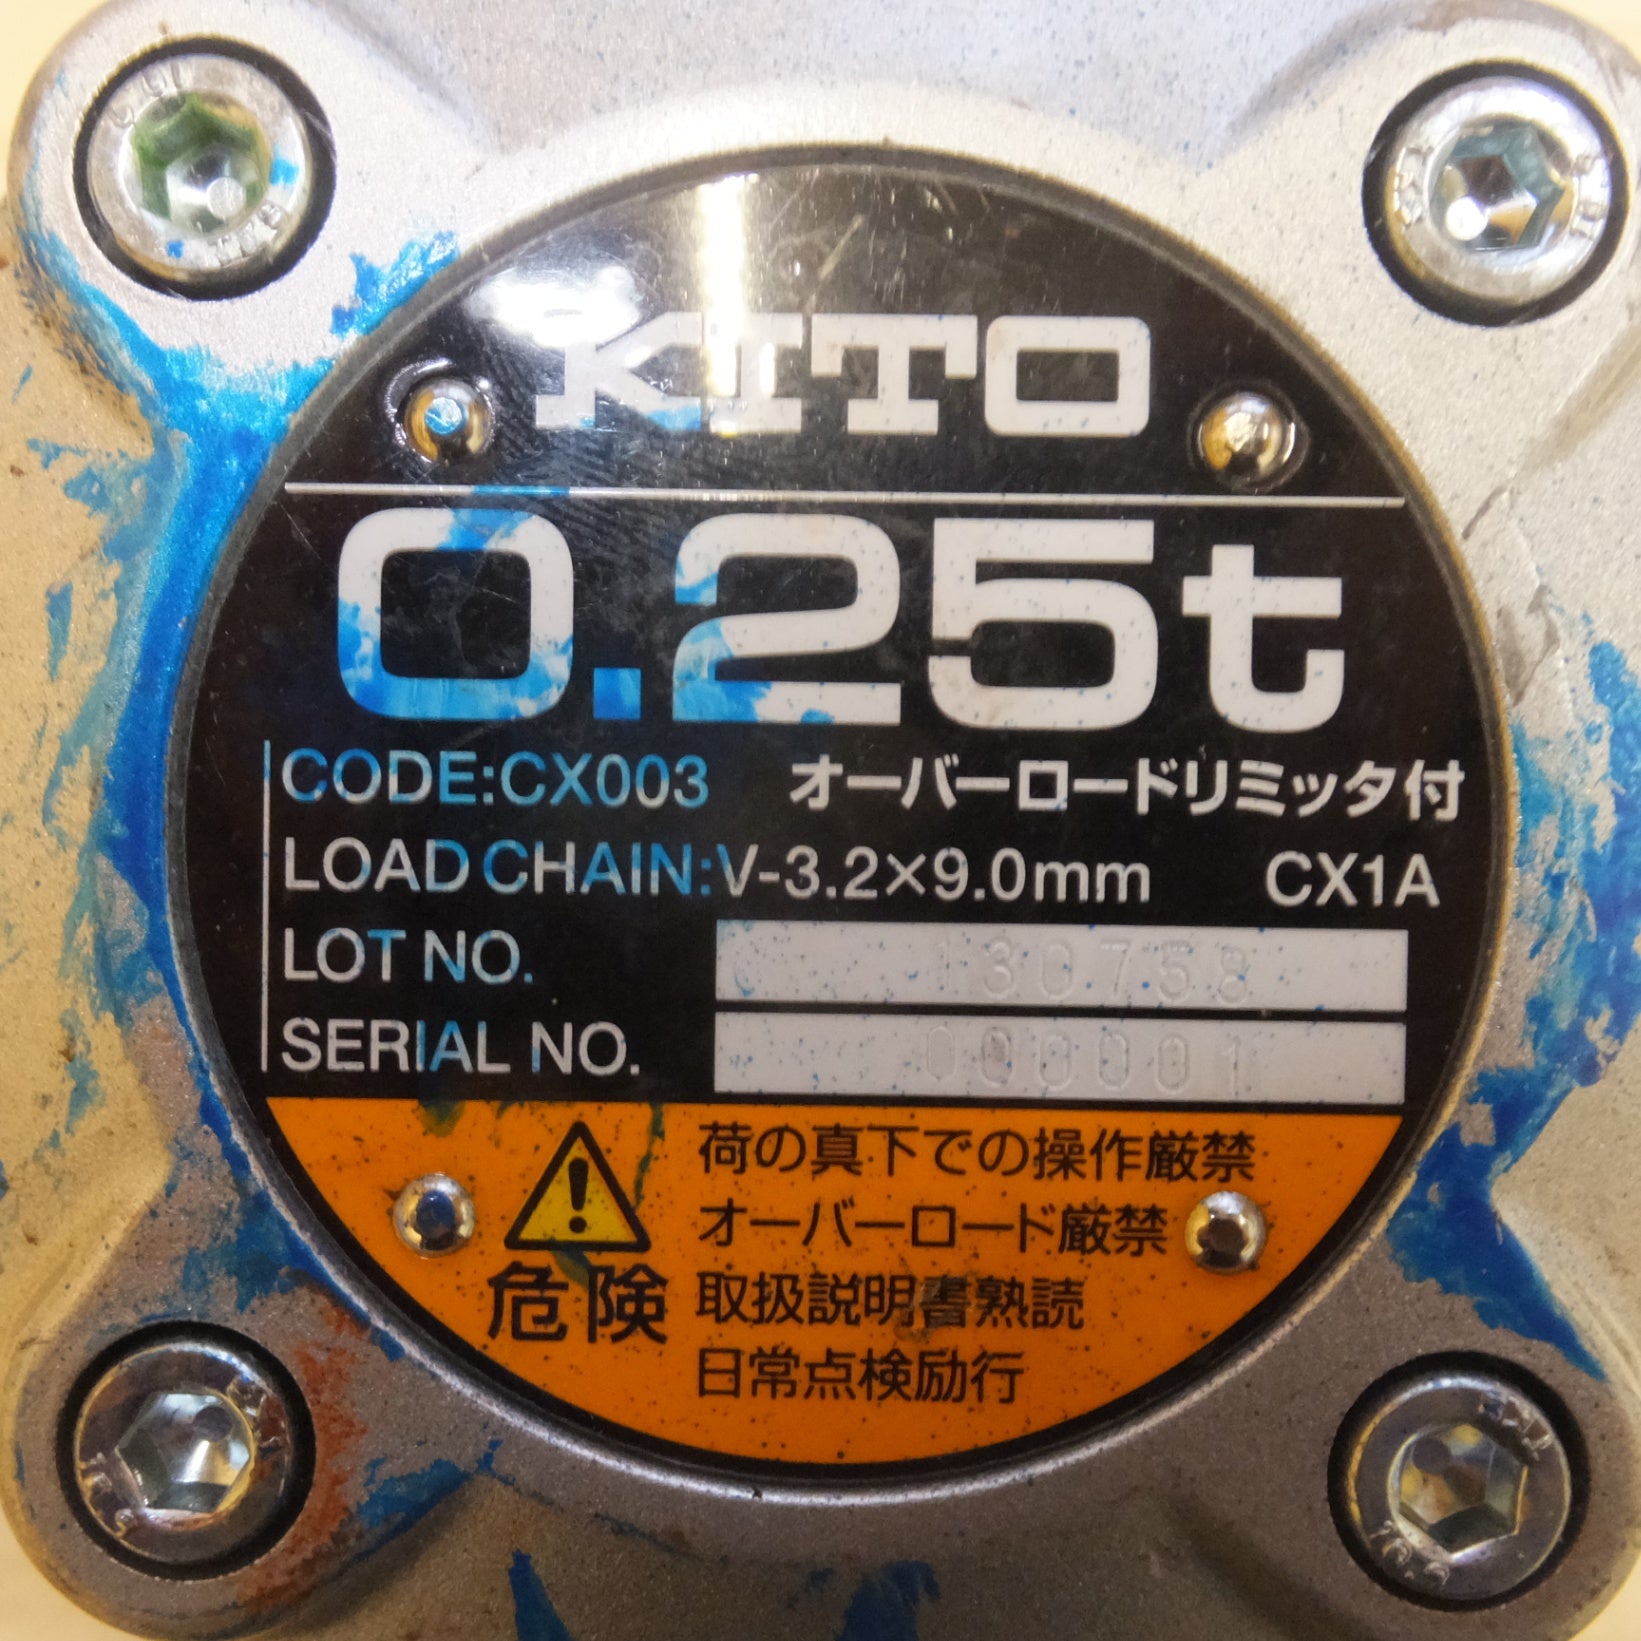 KITO
0.25t
CODE:CX003 オーバーロードリミッタ付
LOAD CHAIN:V-3.2×9.0mm CX1A
LOT NO. 130758
SERIAL NO. 000001
荷の真下での操作厳禁
オーバーロード厳禁
危険 取扱説明書熟読
日常点検励行